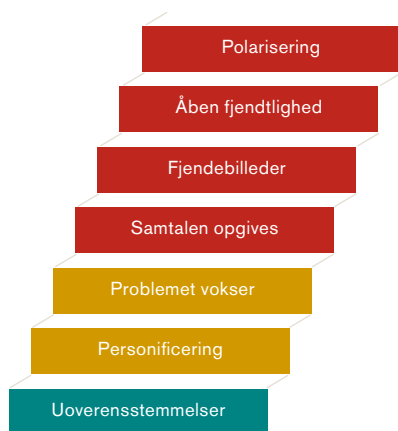 Polarisering
Åben fjendtlighed
Fjendebilleder
Samtalen opgives
Problemet vokser
Personificering
Uoverensstemmelser